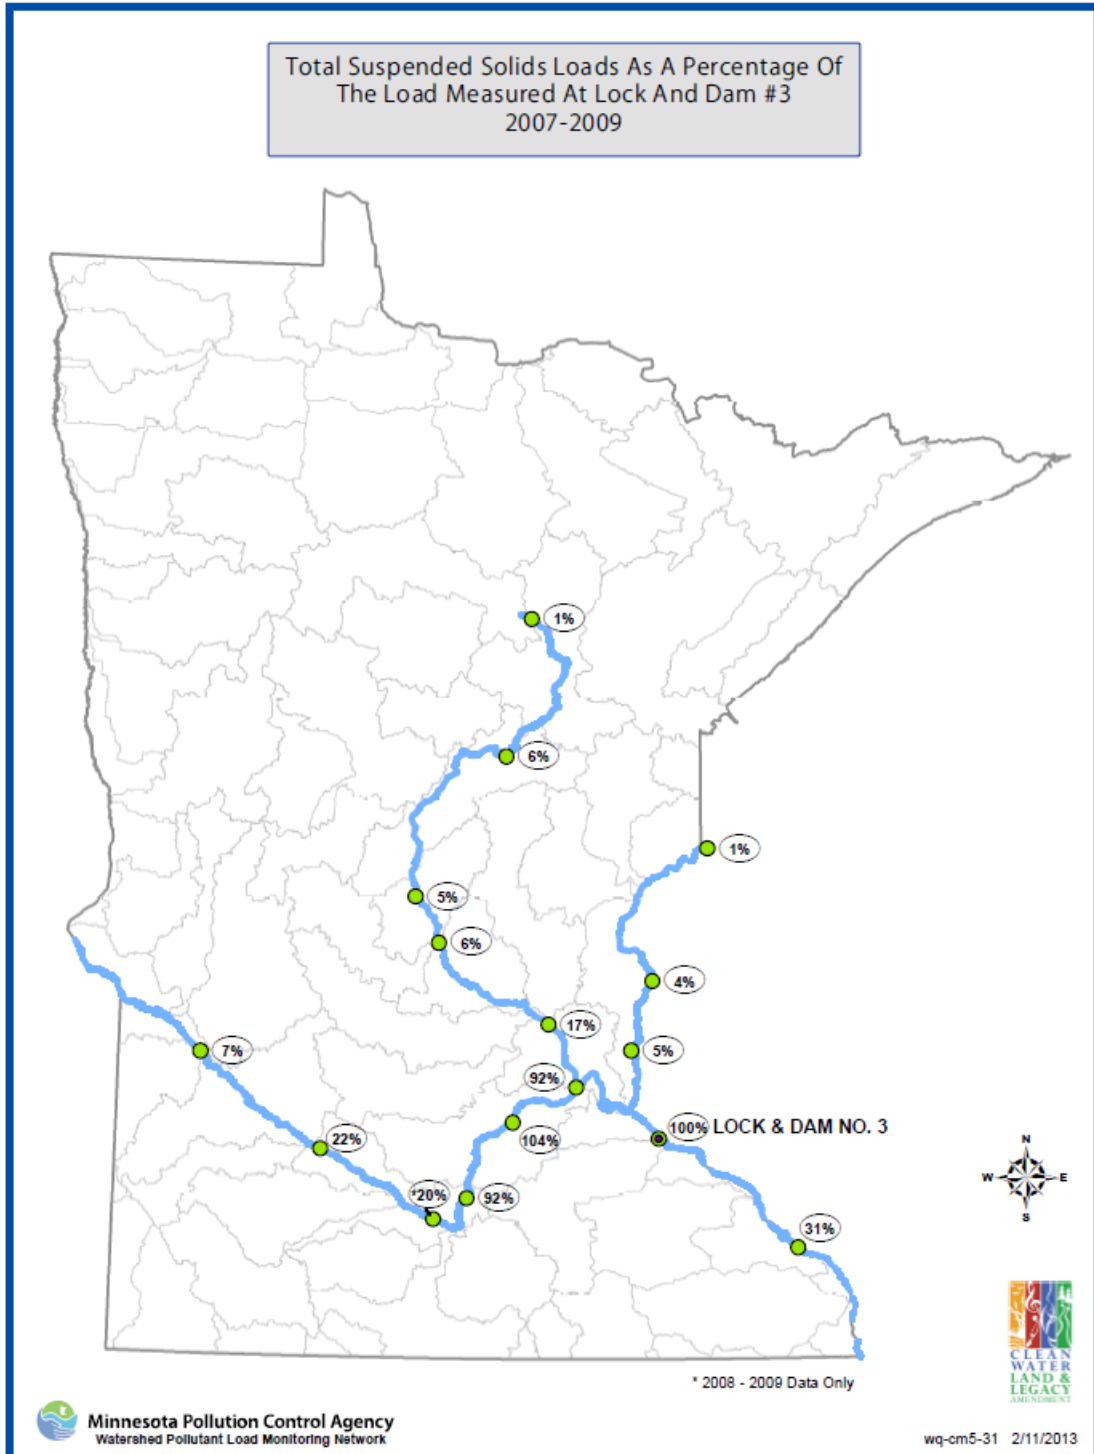 Total Suspended Solids Loads As A Percentage Of
The Load Measured At Lock And Dam #3
2007-2009
1%
6%
1%
5%
6%
4%
17%
7%
5%
92%
100% LOCK & DAM NO. 3
104%
22%
*20%
92%
31%
N
W E
S
* 2008 - 2009 Data Only
CLEAN
WATER
LAND &
LEGACY
AMENDMENT
Minnesota Pollution Control Agency
Watershed Pollutant Load Monitoring Network
wq-cm5-31 2/11/2013